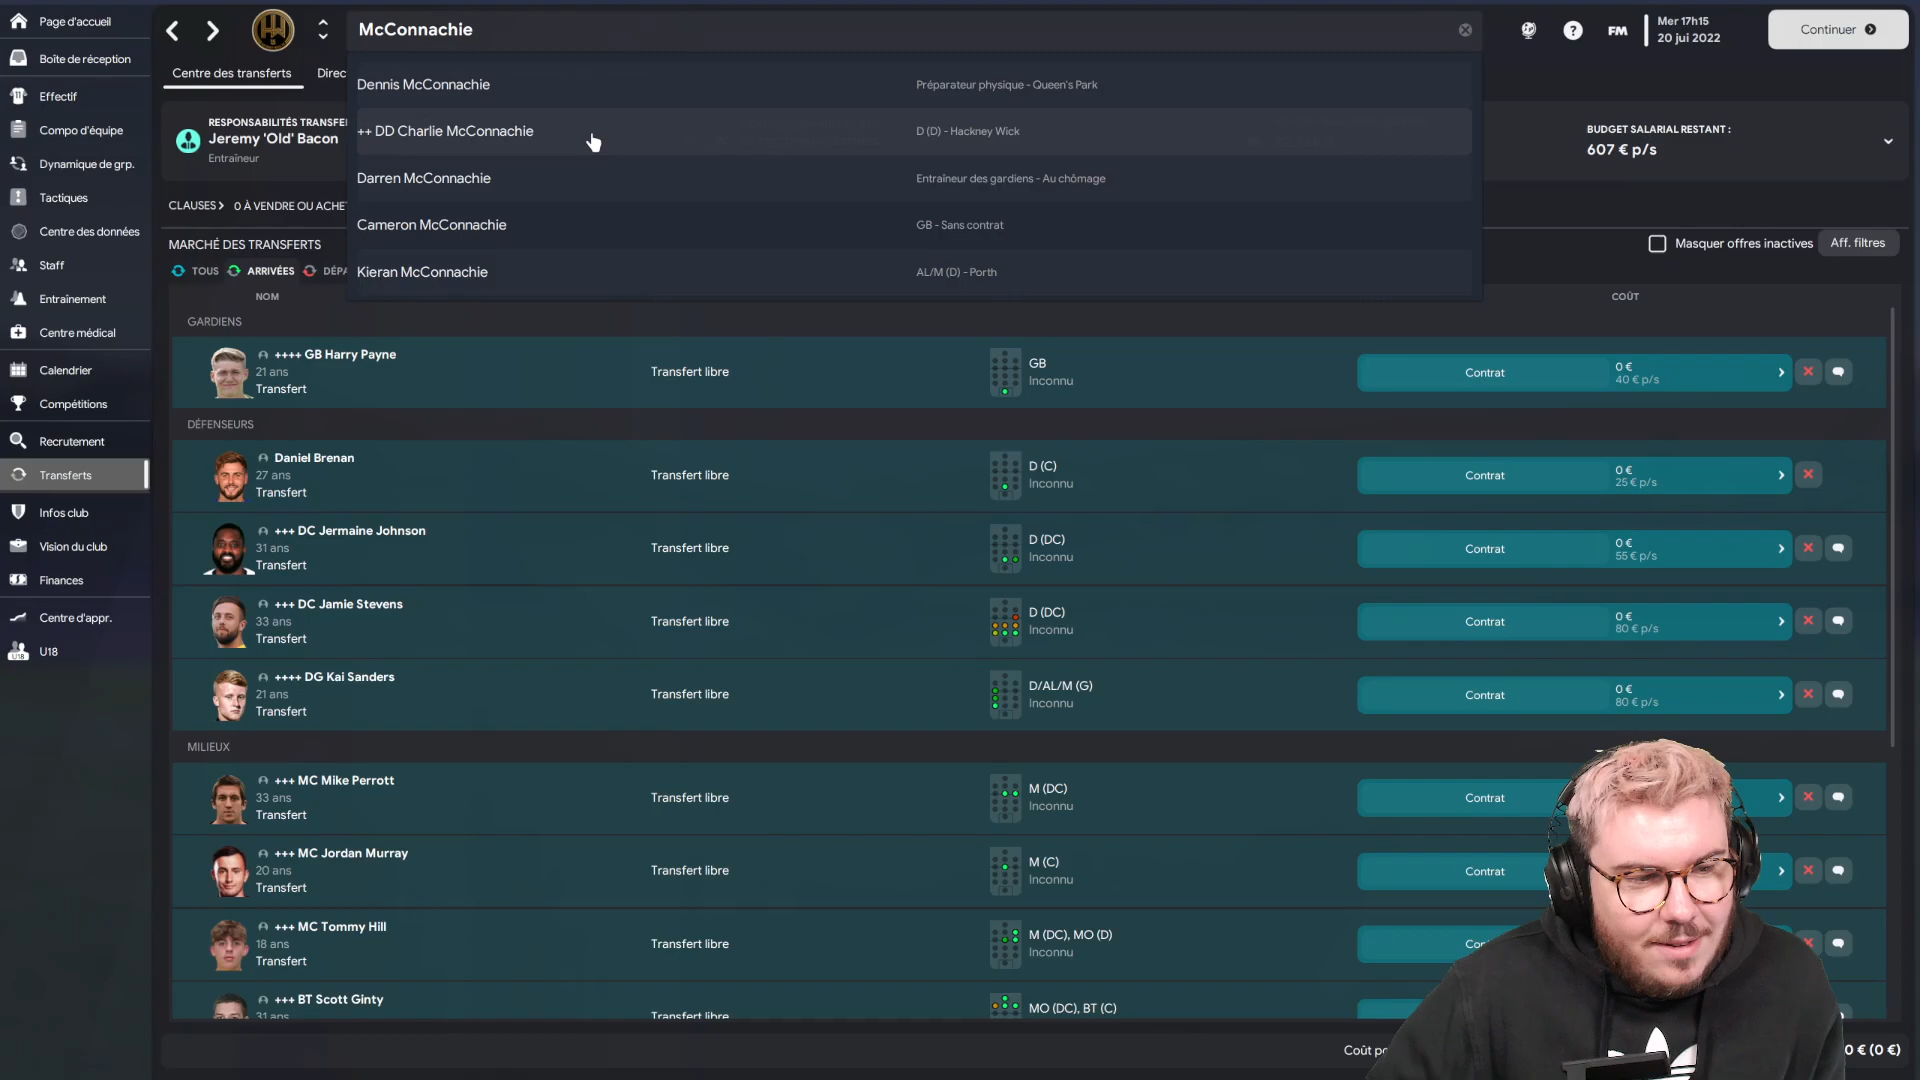 Page d'accueil
Boîte de réception
Effectif
Compo d'équipe
Dynamique de grp.
Tactiques
Centre des données
Staff
Entraînement
Centre médical
Calendrier
Compétitions
Recrutement
Transferts
Infos club
Vision du club
Finances
Centre d'appr.
U18
McConnachie
FM
Mer 17h15
20 jui 2022
Continuer
Centre des transferts
Direc
Dennis McConnachie
Préparateur physique - Queen's Park
++ DD Charlie McConnachie
D (D) - Hackney Wick
Darren McConnachie
Entraîneur des gardiens - Au chômage
Cameron McConnachie
GB - Sans contrat
Kieran McConnachie
AL/M (D) - Porth
RESPONSABILITÉS TRANSFE
Jeremy 'Old' Bacon
Entraîneur
BUDGET SALARIAL RESTANT :
607 € p/s
CLAUSES
0 À VENDRE OU ACHET
MARCHÉ DES TRANSFERTS
Masquer offres inactives
Aff. filtres
TOUS
ARRIVÉES
DÉPA
NOM
COÛT
GARDIENS
++++ GB Harry Payne
21 ans
Transfert
Transfert libre
GB
Inconnu
Contrat
0 €
40 € p/s
DÉFENSEURS
Daniel Brenan
27 ans
Transfert
Transfert libre
D (C)
Inconnu
Contrat
0 €
25 € p/s
+++ DC Jermaine Johnson
31 ans
Transfert
Transfert libre
D (DC)
Inconnu
Contrat
0 €
55 € p/s
+++ DC Jamie Stevens
33 ans
Transfert
Transfert libre
D (DC)
Inconnu
Contrat
0 €
80 € p/s
++++ DG Kai Sanders
21 ans
Transfert
Transfert libre
D/AL/M (G)
Inconnu
Contrat
0 €
80 € p/s
MILIEUX
+++ MC Mike Perrott
33 ans
Transfert
Transfert libre
M (DC)
Inconnu
Contrat
+++ MC Jordan Murray
20 ans
Transfert
Transfert libre
M (C)
Inconnu
Contrat
+++ MC Tommy Hill
18 ans
Transfert
Transfert libre
M (DC), MO (D)
Inconnu
+++ BT Scott Ginty
31 ans
Transfert libre
MO (DC), BT (C)
0 € (0 €)